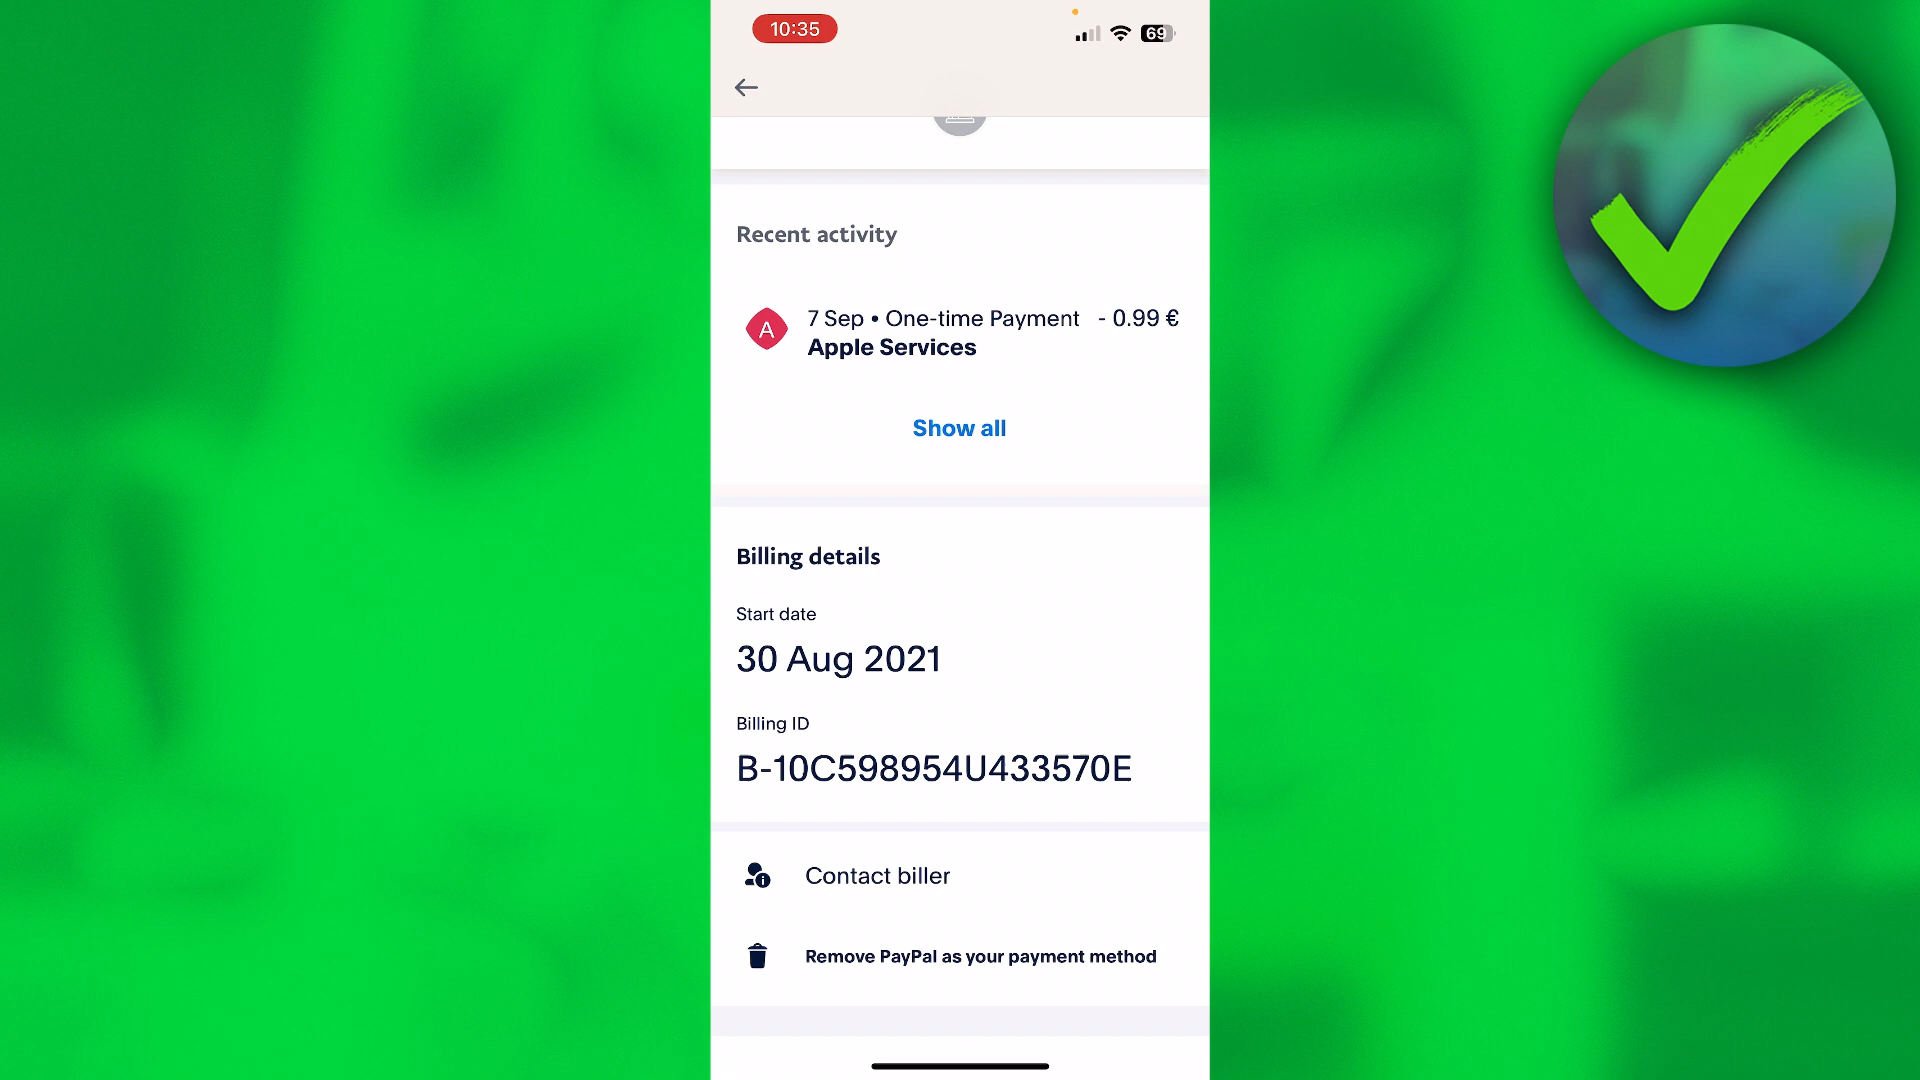 10:35
69
Recent activity
A
7 Sep • One-time Payment - 0.99 €
Apple Services
Show all
Billing details
Start date
30 Aug 2021
Billing ID
B-10C598954U433570E
Contact biller
Remove PayPal as your payment method